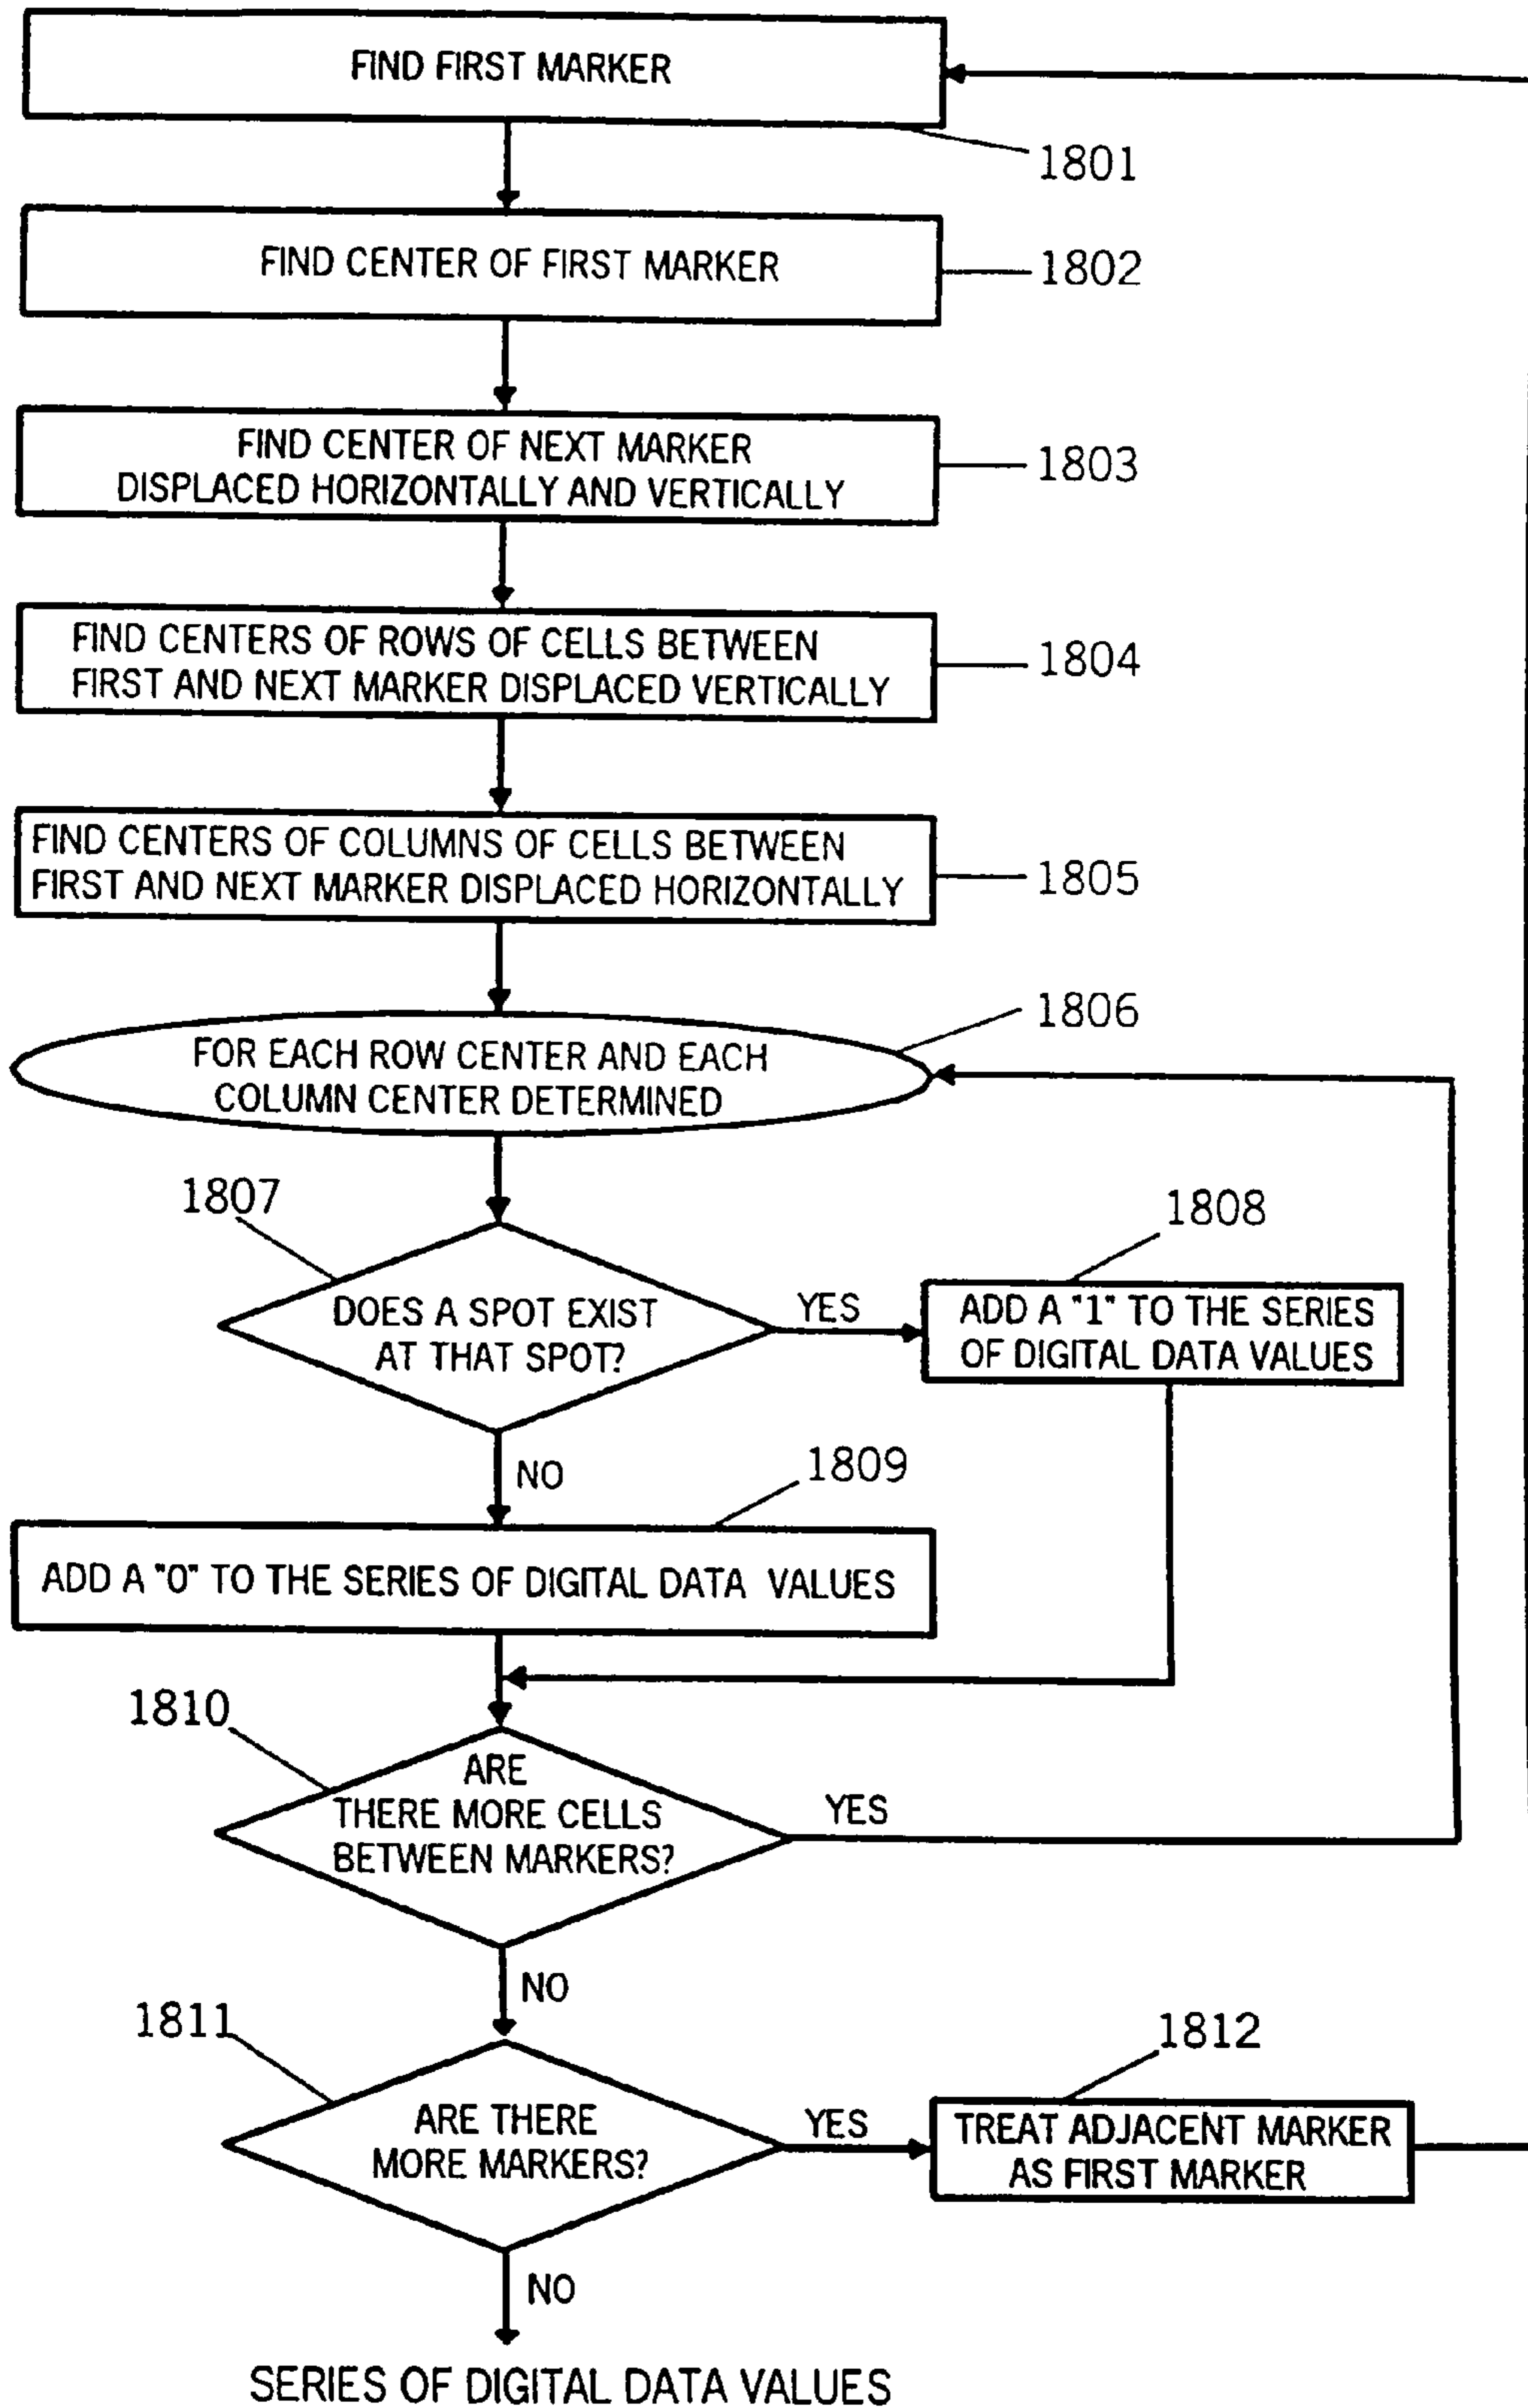 FIND FIRST MARKER
1801
FIND CENTER OF FIRST MARKER
1802
FIND CENTER OF NEXT MARKER
DISPLACED HORIZONTALLY AND VERTICALLY
1803
FIND CENTERS OF ROWS OF CELLS BETWEEN
FIRST AND NEXT MARKER DISPLACED VERTICALLY
1804
FIND CENTERS OF COLUMNS OF CELLS BETWEEN
FIRST AND NEXT MARKER DISPLACED HORIZONTALLY
1805
1806
FOR EACH ROW CENTER AND EACH
COLUMN CENTER DETERMINED
1807
DOES A SPOT EXIST
AT THAT SPOT?
YES
1808
ADD A "1" TO THE SERIES
OF DIGITAL DATA VALUES
NO
1809
ADD A "0" TO THE SERIES OF DIGITAL DATA VALUES
1810
ARE
THERE MORE CELLS
BETWEEN MARKERS?
YES
NO
1811
ARE THERE
MORE MARKERS?
YES
1812
TREAT ADJACENT MARKER
AS FIRST MARKER
NO
SERIES OF DIGITAL DATA VALUES